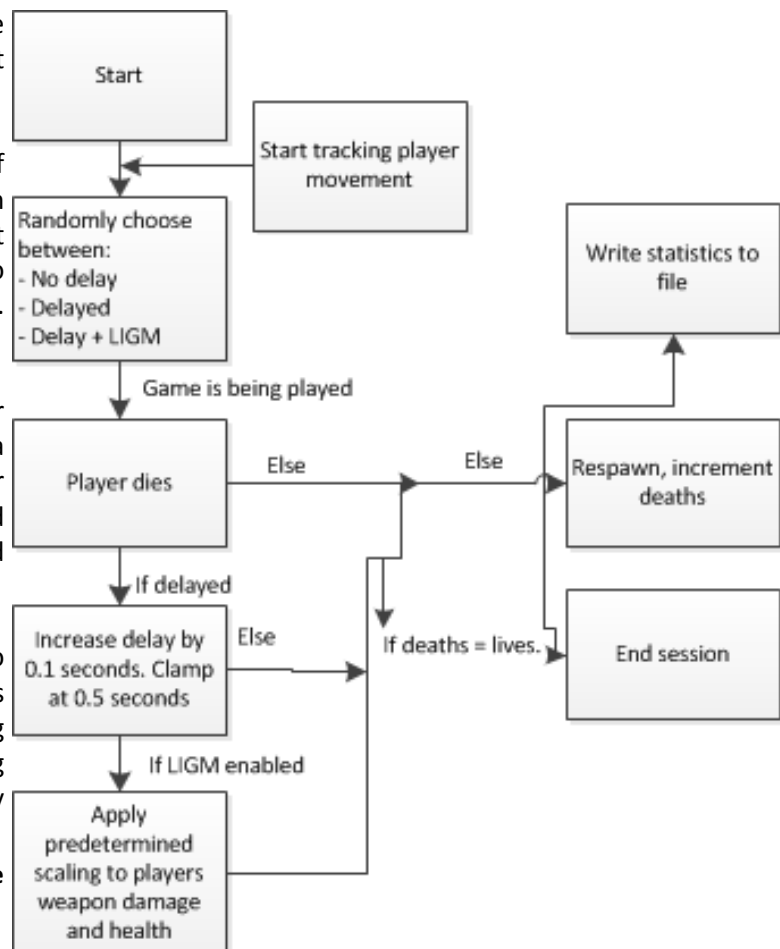 Start
Start tracking player
movement
Randomly choose
between:
- No delay
- Delayed
- Delay + LIGM
Write statistics to
file
Game is being played
Player dies
Else
Else
Respawn, increment
deaths
If delayed
Increase delay by
0.1 seconds. Clamp
at 0.5 seconds
Else
If deaths = lives.
End session
If LIGM enabled
Apply
predetermined
scaling to players
weapon damage
and health